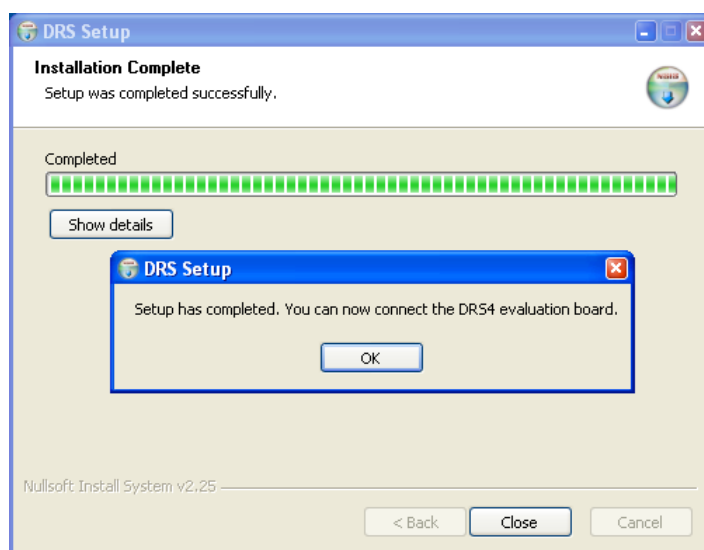 DRS Setup
Installation Complete
Setup was completed successfully.
Completed
Show details
DRS Setup
Setup has completed. You can now connect the DRS4 evaluation board.
OK
Nullsoft Install System v2.25
< Back Close Cancel